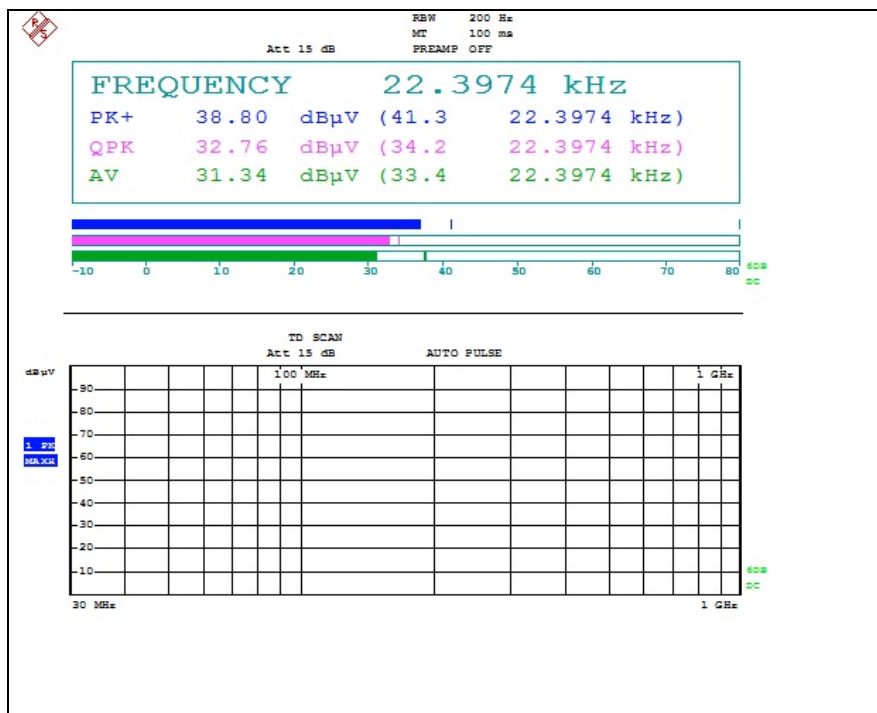 R S
RBW 200 Hz
MT 100 ms
Att 15 dB PREAMP OFF
FREQUENCY 22.3974 kHz
PK+ 38.80 dBµV (41.3 22.3974 kHz)
QPK 32.76 dBµV (34.2 22.3974 kHz)
AV 31.34 dBµV (33.4 22.3974 kHz)
-10 0 10 20 30 40 50 60 70 80 6DB
DC
TD SCAN
Att 15 dB AUTO PULSE
dBµV 100 MHz 1 GHz
90
80
70
1 PK
MAXH 60
50
40
30
20
10 6DB
DC
30 MHz 1 GHz